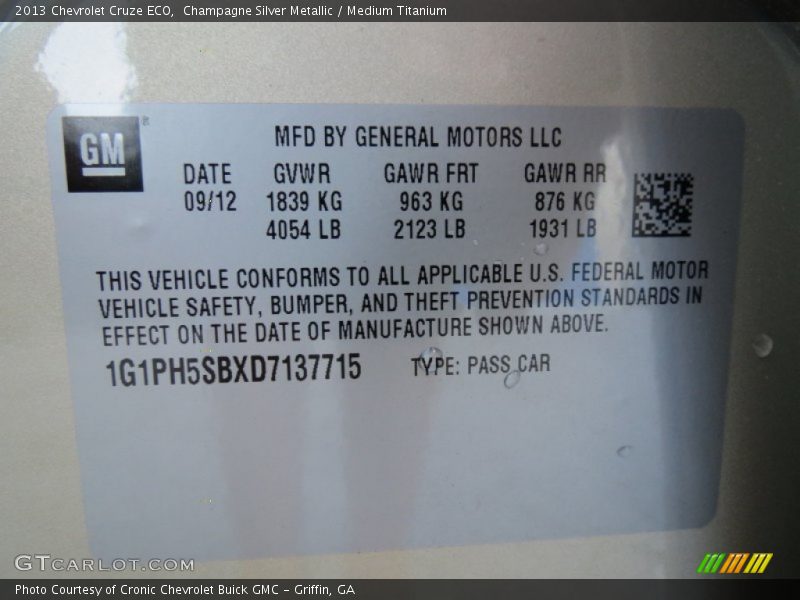 2013 Chevrolet Cruze ECO,  Champagne Silver Metallic / Medium Titanium
GM ®
MFD BY GENERAL MOTORS LLC
DATE GVWR GAWR FRT GAWR RR
09/12 1839 KG 963 KG 876 KG
4054 LB 2123 LB 1931 LB
THIS VEHICLE CONFORMS TO ALL APPLICABLE U.S. FEDERAL MOTOR
VEHICLE SAFETY, BUMPER, AND THEFT PREVENTION STANDARDS IN
EFFECT ON THE DATE OF MANUFACTURE SHOWN ABOVE.
1G1PH5SBXD7137715 TYPE: PASS CAR
GTCARLOT.COM
Photo Courtesy of Cronic Chevrolet Buick GMC – Griffin, GA